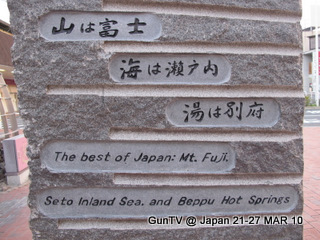 山は富士
海は瀬戸内
湯は別府
The best of Japan: Mt. Fuji.
Seto Inland Sea. and Beppu Hot Springs
GunTV @ Japan 21-27 MAR 10